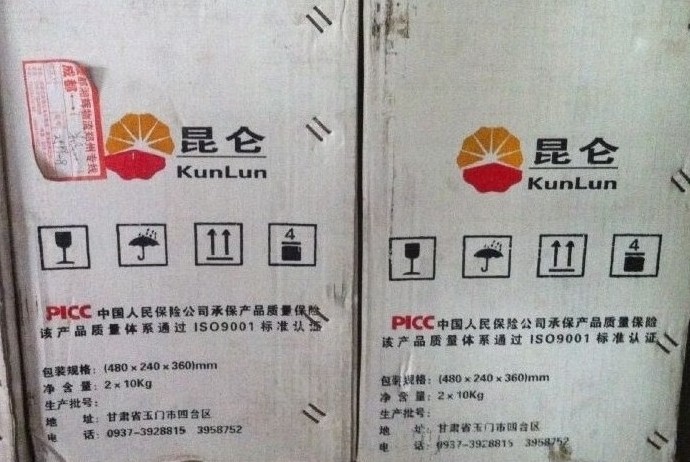 成都
昆仑
KunLun
4
PICC 中国人民保险公司承保产品质量保险
该产品质量体系通过 ISO9001 标准认证
包装规格：(480×240×360)mm
净 含 量：2×10Kg
生产批号：
地 址：甘肃省玉门市四台区
电 话：0937-3928815 3958752
昆仑
KunLun
4
PICC 中国人民保险公司承保产品质量保险
该产品质量体系通过 ISO9001 标准认证
包装规格：(480×240×360)mm
净 含 量：2×10Kg
生产批号：
地 址：甘肃省玉门市四台区
电 话：0937-3928815 3958752